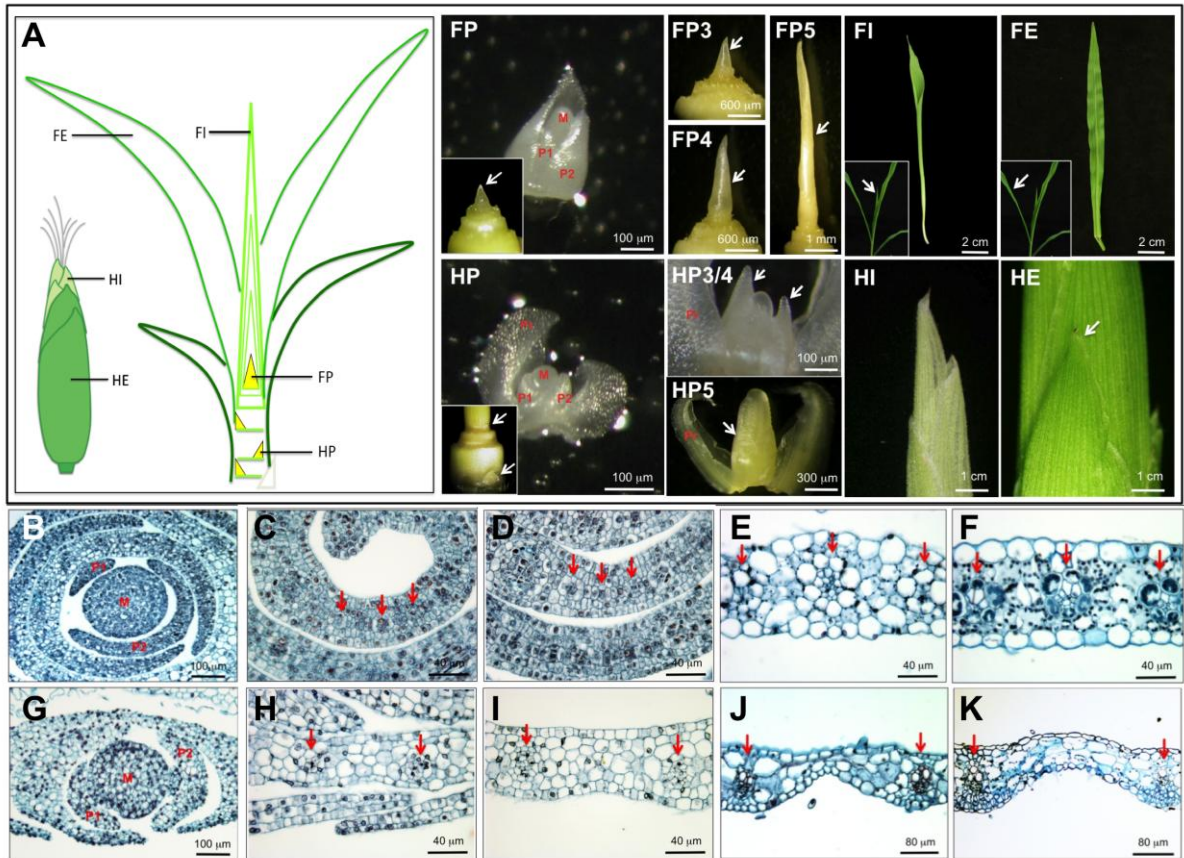 A
FE
FI
HI
HE
FP
HP
FP
M
P1
P2
100 μm
FP3
600 μm
FP4
600 μm
FP5
1 mm
FI
2 cm
FE
2 cm
HP
M
P1
P2
100 μm
HP3/4
100 μm
HP5
300 μm
HI
1 cm
HE
1 cm
B
P1
M
P2
100 μm
C
40 μm
D
40 μm
E
40 μm
F
40 μm
G
P2
M
P1
100 μm
H
40 μm
I
40 μm
J
80 μm
K
80 μm